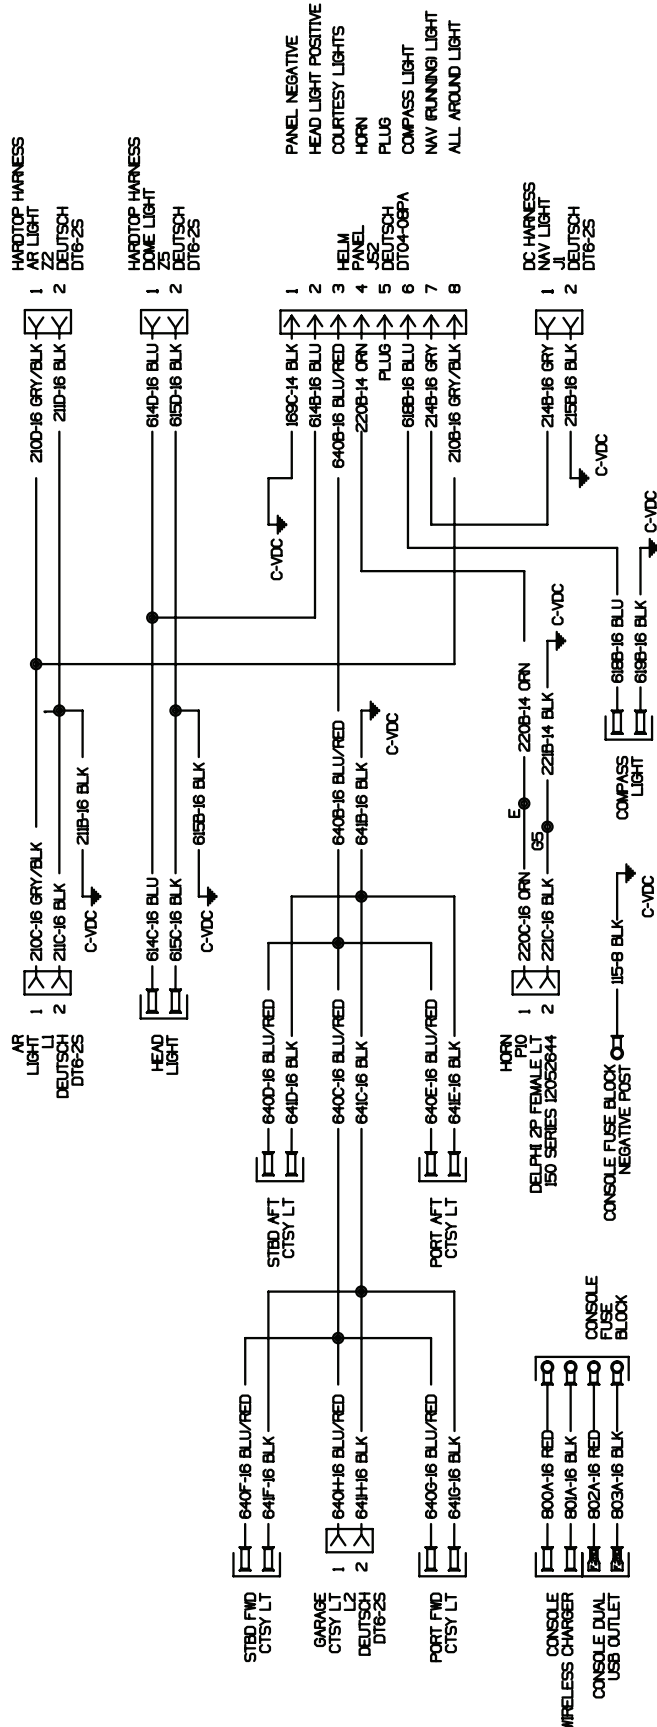 HARDTOP HARNESS
AR LIGHT
Z2
DEUTSCH
DT6-2S
1
2
210D-16 GRY/BLK
211D-16 BLK
211B-16 BLK
C-VDC
210C-16 GRY/BLK
211C-16 BLK
1
2
AR
LIGHT
L1
DEUTSCH
DT6-2S
HARDTOP HARNESS
DOME LIGHT
Z5
DEUTSCH
DT6-2S
1
2
614D-16 BLU
615D-16 BLK
615B-16 BLK
C-VDC
614C-16 BLU
615C-16 BLK
HEAD
LIGHT
PANEL NEGATIVE
HEAD LIGHT POSITIVE
COURTESY LIGHTS
HORN
PLUG
COMPASS LIGHT
NAV (RUNNING) LIGHT
ALL AROUND LIGHT
HELM
PANEL
JS2
DEUTSCH
DT04-08PA
1
2
3
4
5
6
7
8
169C-14 BLK
614B-16 BLU
640B-16 BLU/RED
220B-14 ORN
PLUG
618B-16 BLU
214B-16 GRY
210B-16 GRY/BLK
C-VDC
640B-16 BLU/RED
641B-16 BLK
C-VDC
640D-16 BLU/RED
641D-16 BLK
640C-16 BLU/RED
641C-16 BLK
640E-16 BLU/RED
641E-16 BLK
STBD AFT
CTSY LT
PORT AFT
CTSY LT
640F-16 BLU/RED
641F-16 BLK
640H-16 BLU/RED
641H-16 BLK
640G-16 BLU/RED
641G-16 BLK
STBD FWD
CTSY LT
1
2
GARAGE
CTSY LT
L2
DEUTSCH
DT6-2S
PORT FWD
CTSY LT
DC HARNESS
NAV LIGHT
J1
DEUTSCH
DT6-2S
1
2
214B-16 GRY
215B-16 BLK
C-VDC
220B-14 ORN
221B-14 BLK
C-VDC
E
G5
220C-16 ORN
221C-16 BLK
1
2
HORN
P10
DELPHI 2P FEMALE LT
150 SERIES 12052644
618B-16 BLU
619B-16 BLK
C-VDC
COMPASS
LIGHT
115-8 BLK
C-VDC
CONSOLE FUSE BLOCK
NEGATIVE POST
CONSOLE
FUSE
BLOCK
800A-16 RED
801A-16 BLK
802A-16 RED
803A-16 BLK
CONSOLE
WIRELESS CHARGER
CONSOLE DUAL
USB OUTLET